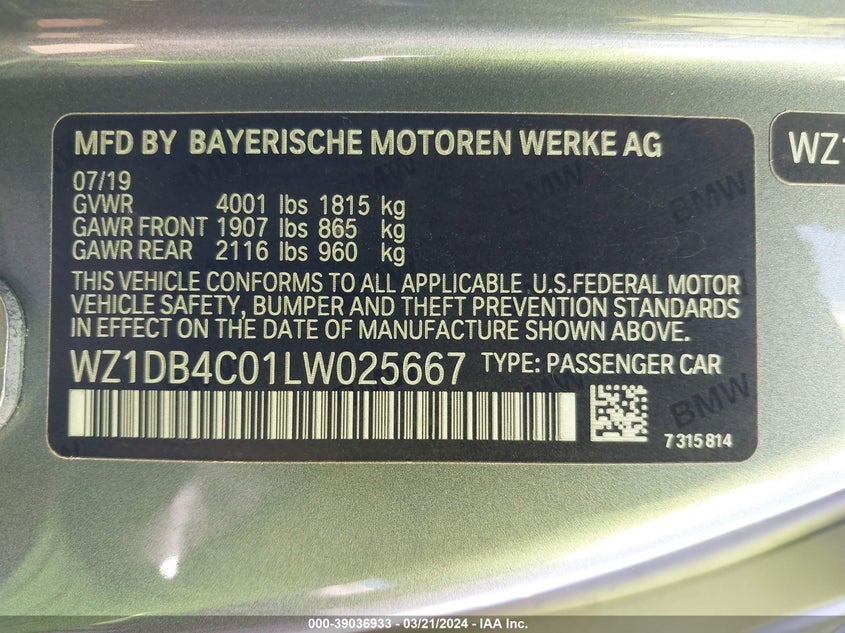 MFD BY BAYERISCHE MOTOREN WERKE AG
WZ1
07/19
GVWR 4001 lbs 1815 kg
GAWR FRONT 1907 lbs 865 kg
GAWR REAR 2116 lbs 960 kg
THIS VEHICLE CONFORMS TO ALL APPLICABLE U.S.FEDERAL MOTOR
VEHICLE SAFETY, BUMPER AND THEFT PREVENTION STANDARDS
IN EFFECT ON THE DATE OF MANUFACTURE SHOWN ABOVE.
WZ1DB4C01LW025667 TYPE: PASSENGER CAR
BMW
7315814
000-39036933 - 03/21/2024 - IAA Inc.